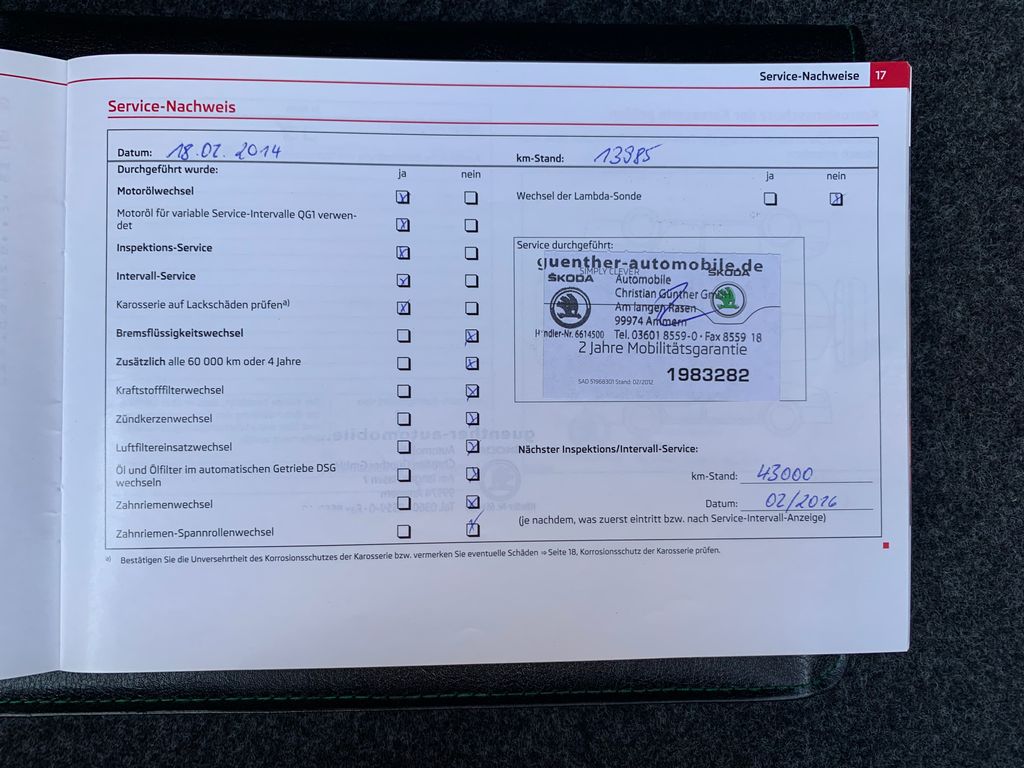 Service-Nachweise 17
Service-Nachweis
Datum: 18.02.2014
km-Stand: 13985
Durchgeführt wurde:
ja nein
ja nein
Motorölwechsel
Wechsel der Lambda-Sonde
Motoröl für variable Service-Intervalle QG1 verwen-
det
Inspektions-Service
Intervall-Service
Karosserie auf Lackschäden prüfen a)
Bremsflüssigkeitswechsel
Zusätzlich alle 60 000 km oder 4 Jahre
Kraftstofffilterwechsel
Zündkerzenwechsel
Luftfiltereinsatzwechsel
Öl und Ölfilter im automatischen Getriebe DSG
wechseln
Zahnriemenwechsel
Zahnriemen-Spannrollenwechsel
Service durchgeführt:
guenther-automobile.de
SIMPLY CLEVER
ŠKODA
ŠKODA
Automobile
Christian Günther GmbH
Am langen Rasen
99974 Ammern
Händler-Nr. 6614500 Tel. 03601 8559-0 · Fax 8559 18
2 Jahre Mobilitätsgarantie
SAD 51968301 Stand: 02/2012
1983282
Nächster Inspektions/Intervall-Service:
km-Stand: 43000
Datum: 02/2016
(je nachdem, was zuerst eintritt bzw. nach Service-Intervall-Anzeige)
a) Bestätigen Sie die Unversehrtheit des Korrosionsschutzes der Karosserie bzw. vermerken Sie eventuelle Schäden ⇒ Seite 18, Korrosionsschutz der Karosserie prüfen.